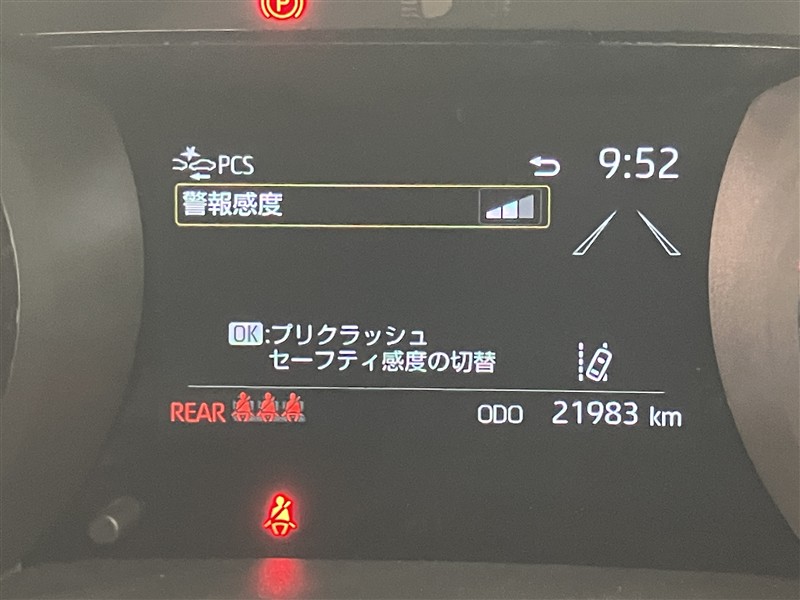 P
PCS
9:52
警報感度
OK:プリクラッシュ
セーフティ感度の切替
REAR
ODO 21983 km